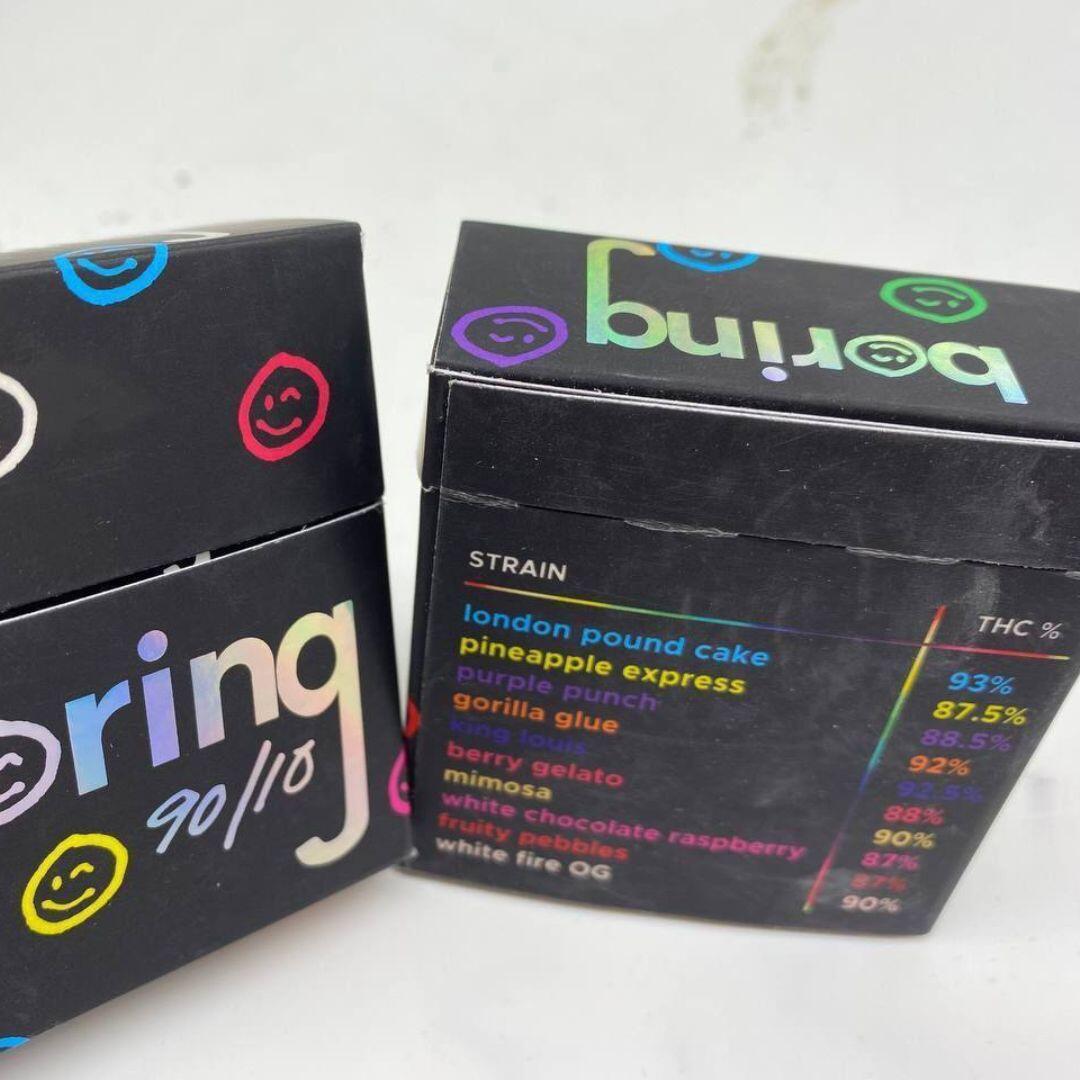 boring
boring
90/10
STRAIN THC %
london pound cake 93%
pineapple express 87.5%
purple punch 88.5%
gorilla glue 92%
king louis 92.5%
berry gelato 88%
mimosa 90%
white chocolate raspberry 87%
fruity pebbles 87%
white fire OG 90%